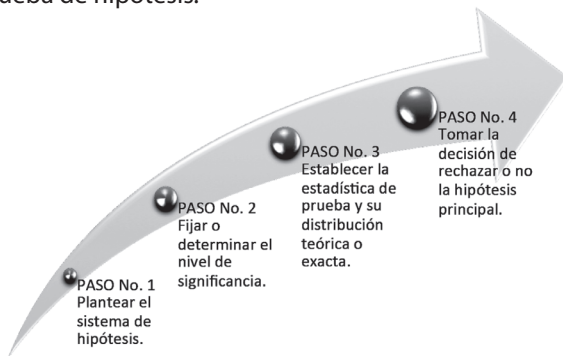 ueba de hipótesis.
PASO No. 1
Plantear el
sistema de
hipótesis.
PASO No. 2
Fijar o
determinar el
nivel de
significancia.
PASO No. 3
Establecer la
estadística de
prueba y su
distribución
teórica o
exacta.
PASO No. 4
Tomar la
decisión de
rechazar o no
la hipótesis
principal.